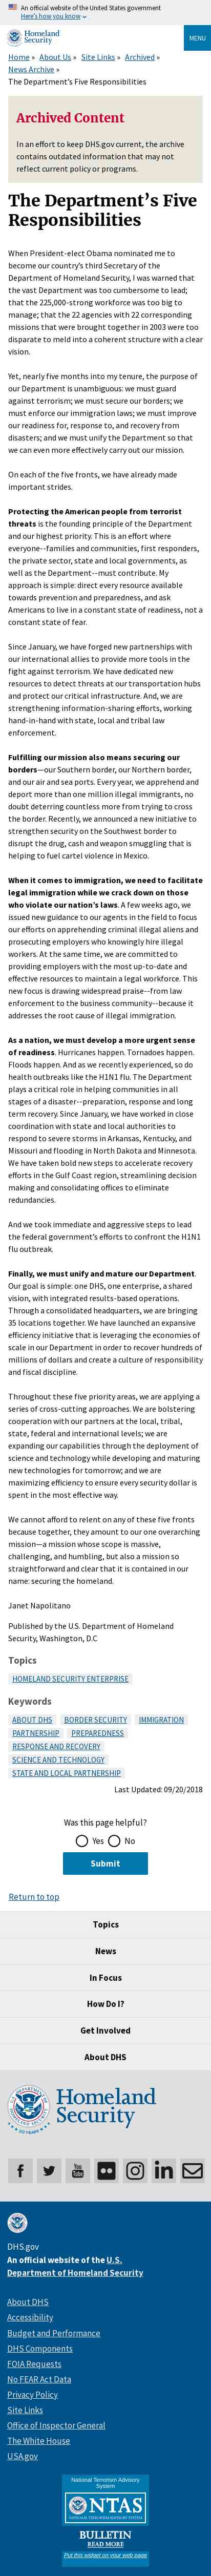 An official website of the United States government
Here's how you know
Homeland
Security
MENU
Home » About Us » Site Links » Archived »
News Archive »
The Department's Five Responsibilities
Archived Content
In an effort to keep DHS.gov current, the archive
contains outdated information that may not
reflect current policy or programs.
The Department's Five
Responsibilities
When President-elect Obama nominated me to
become our country's third Secretary of the
Department of Homeland Security, I was warned that
the vast Department was too cumbersome to lead;
that the 225,000-strong workforce was too big to
manage; that the 22 agencies with 22 corresponding
missions that were brought together in 2003 were too
disparate to meld into a coherent structure with a clear
vision.
Yet, nearly five months into my tenure, the purpose of
our Department is unambiguous: we must guard
against terrorism; we must secure our borders; we
must enforce our immigration laws; we must improve
our readiness for, response to, and recovery from
disasters; and we must unify the Department so that
we can even more effectively carry out our mission.
On each of the five fronts, we have already made
important strides.
Protecting the American people from terrorist
threats is the founding principle of the Department
and our highest priority. This is an effort where
everyone--families and communities, first responders,
the private sector, state and local governments, as
well as the Department--must contribute. My
approach is simple: direct every resource available
towards prevention and preparedness, and ask
Americans to live in a constant state of readiness, not a
constant state of fear.
Since January, we have forged new partnerships with
our international allies to provide more tools in the
fight against terrorism. We have dedicated new
resources to detect threats at our transportation hubs
and protect our critical infrastructure. And, we are
strengthening information-sharing efforts, working
hand-in-hand with state, local and tribal law
enforcement.
Fulfilling our mission also means securing our
borders—our Southern border, our Northern border,
and our air and sea ports. Every year, we apprehend and
deport more than one million illegal immigrants, no
doubt deterring countless more from trying to cross
the border. Recently, we announced a new initiative to
strengthen security on the Southwest border to
disrupt the drug, cash and weapon smuggling that is
helping to fuel cartel violence in Mexico.
When it comes to immigration, we need to facilitate
legal immigration while we crack down on those
who violate our nation's laws. A few weeks ago, we
issued new guidance to our agents in the field to focus
our efforts on apprehending criminal illegal aliens and
prosecuting employers who knowingly hire illegal
workers. At the same time, we are committed to
providing employers with the most up-to-date and
effective resources to maintain a legal workforce. This
new focus is gaining widespread praise--from law
enforcement to the business community--because it
addresses the root cause of illegal immigration.
As a nation, we must develop a more urgent sense
of readiness. Hurricanes happen. Tornadoes happen.
Floods happen. And as we've recently experienced, so do
health outbreaks like the H1N1 flu. The Department
plays a critical role in helping communities in all
stages of a disaster--preparation, response and long
term recovery. Since January, we have worked in close
coordination with state and local authorities to
respond to severe storms in Arkansas, Kentucky, and
Missouri and flooding in North Dakota and Minnesota.
We have taken bold new steps to accelerate recovery
efforts in the Gulf Coast region, streamlining decision
making and consolidating offices to eliminate
redundancies.
And we took immediate and aggressive steps to lead
the federal government's efforts to confront the H1N1
flu outbreak.
Finally, we must unify and mature our Department.
Our goal is simple: one DHS, one enterprise, a shared
vision, with integrated results-based operations.
Through a consolidated headquarters, we are bringing
35 locations together. We have launched an expansive
efficiency initiative that is leveraging the economies of
scale in our Department in order to recover hundreds
of millions of dollars and create a culture of responsibility
and fiscal discipline.
Throughout these five priority areas, we are applying a
series of cross-cutting approaches. We are bolstering
cooperation with our partners at the local, tribal,
state, federal and international levels. We are
expanding our capabilities through the deployment of
science and technology while developing and maturing
new technologies for tomorrow; and we are
maximizing efficiency to ensure every security dollar is
spent in the most effective way.
We cannot afford to relent on any of these five fronts
because together, they amount to our one overarching
mission—a mission whose scope is massive,
challenging, and humbling, but also a mission so
straightforward that it can be completely contained in
our name: securing the homeland.
Janet Napolitano
Published by the U.S. Department of Homeland
Security, Washington, D.C
Topics
HOMELAND SECURITY ENTERPRISE
Keywords
ABOUT DHS BORDER SECURITY IMMIGRATION
PARTNERSHIP PREPAREDNESS
RESPONSE AND RECOVERY
SCIENCE AND TECHNOLOGY
STATE AND LOCAL PARTNERSHIP
Last Updated: 09/20/2018
Was this page helpful?
Yes No
Submit
Return to top
Topics
News
In Focus
How Do I?
Get Involved
About DHS
Homeland
Security
DHS.gov
An official website of the U.S.
Department of Homeland Security
About DHS
Accessibility
Budget and Performance
DHS Components
FOIA Requests
No FEAR Act Data
Privacy Policy
Site Links
Office of Inspector General
The White House
USA.gov
National Terrorism Advisory
System
NTAS
BULLETIN
READ MORE
Put this widget on your web page